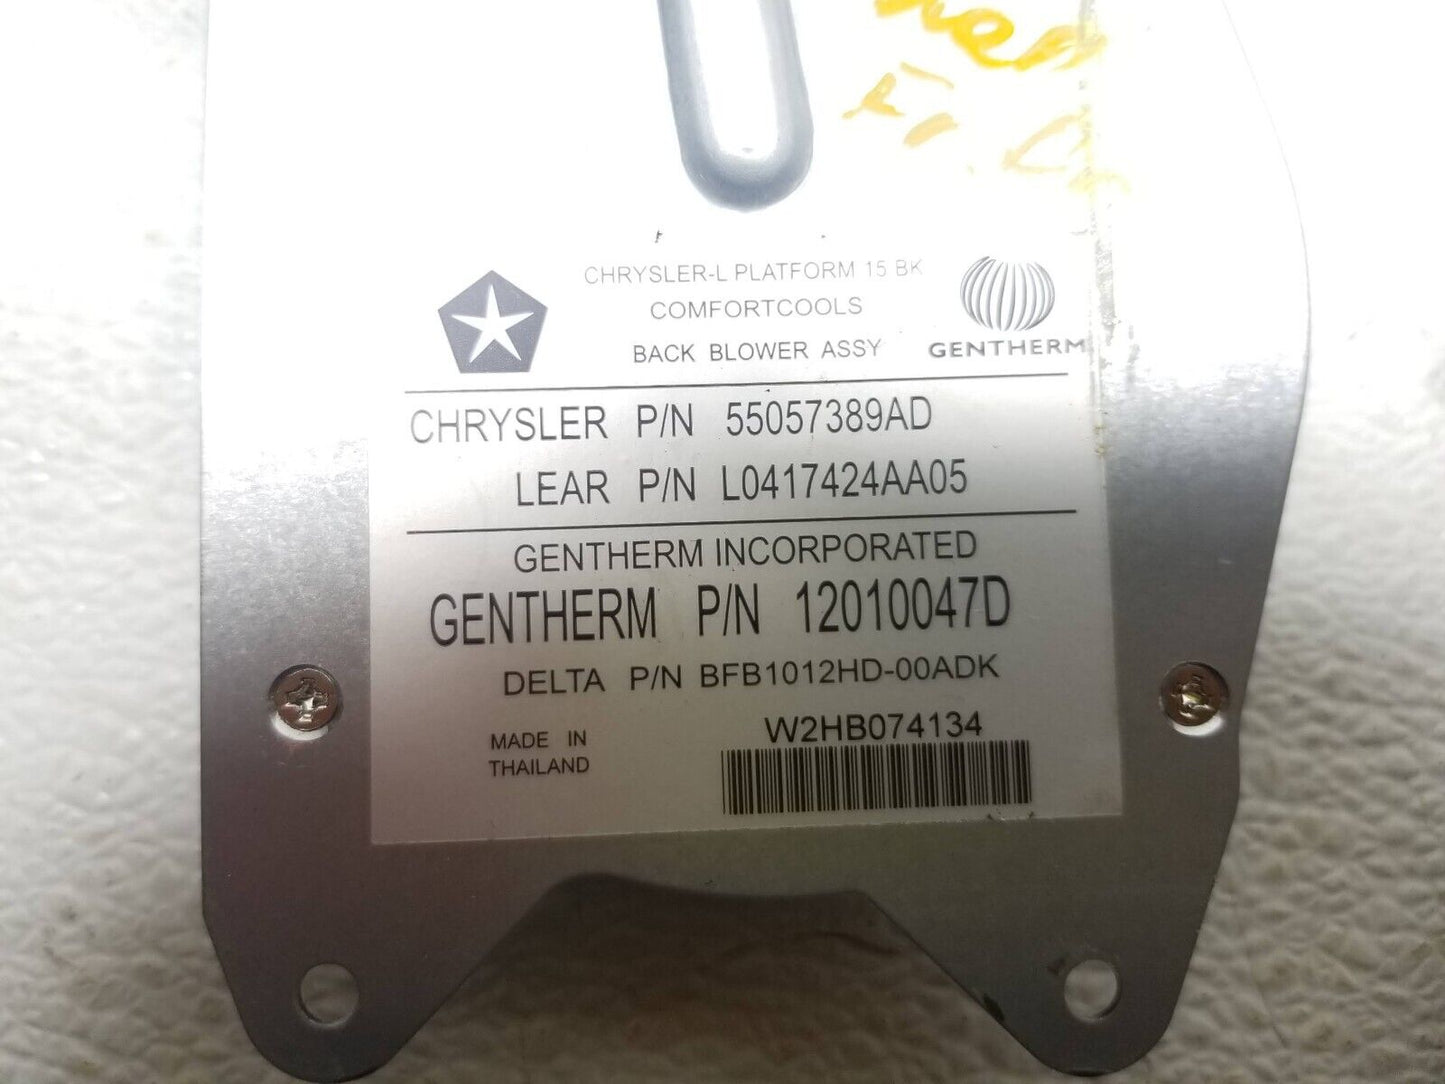 CHRYSLER-L PLATFORM 15 BK
COMFORTCOOLS
BACK BLOWER ASSY
GENTHERM
CHRYSLER P/N 55057389AD
LEAR P/N L0417424AA05
GENTHERM INCORPORATED
GENTHERM P/N 12010047D
DELTA P/N BFB1012HD-00ADK
MADE IN
THAILAND
W2HB074134